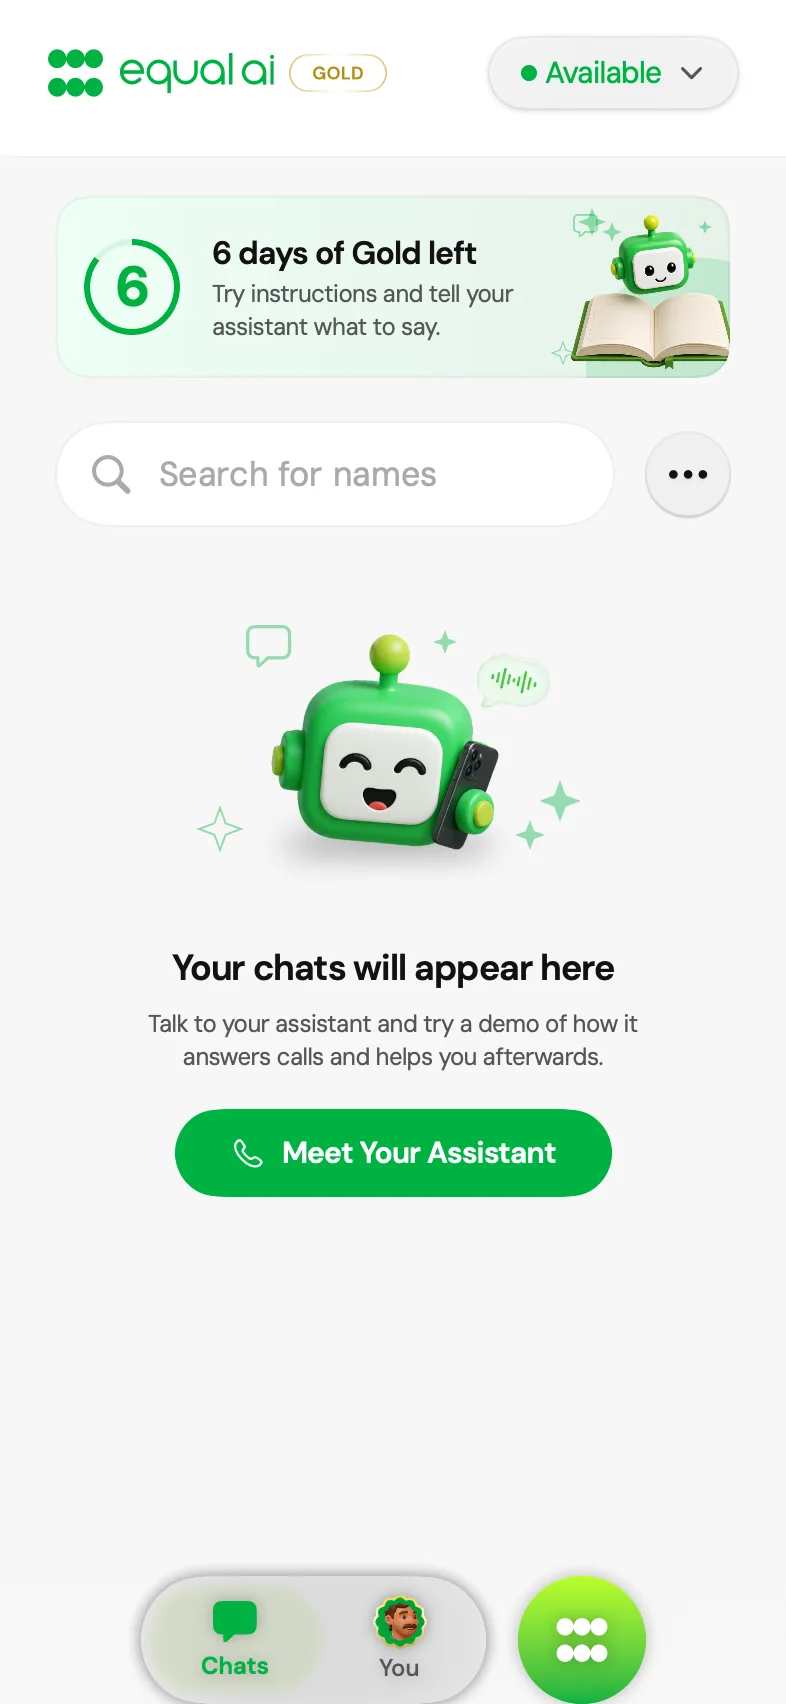 equal ai GOLD
Available
6
6 days of Gold left
Try instructions and tell your
assistant what to say.
Search for names
Your chats will appear here
Talk to your assistant and try a demo of how it
answers calls and helps you afterwards.
Meet Your Assistant
Chats
You